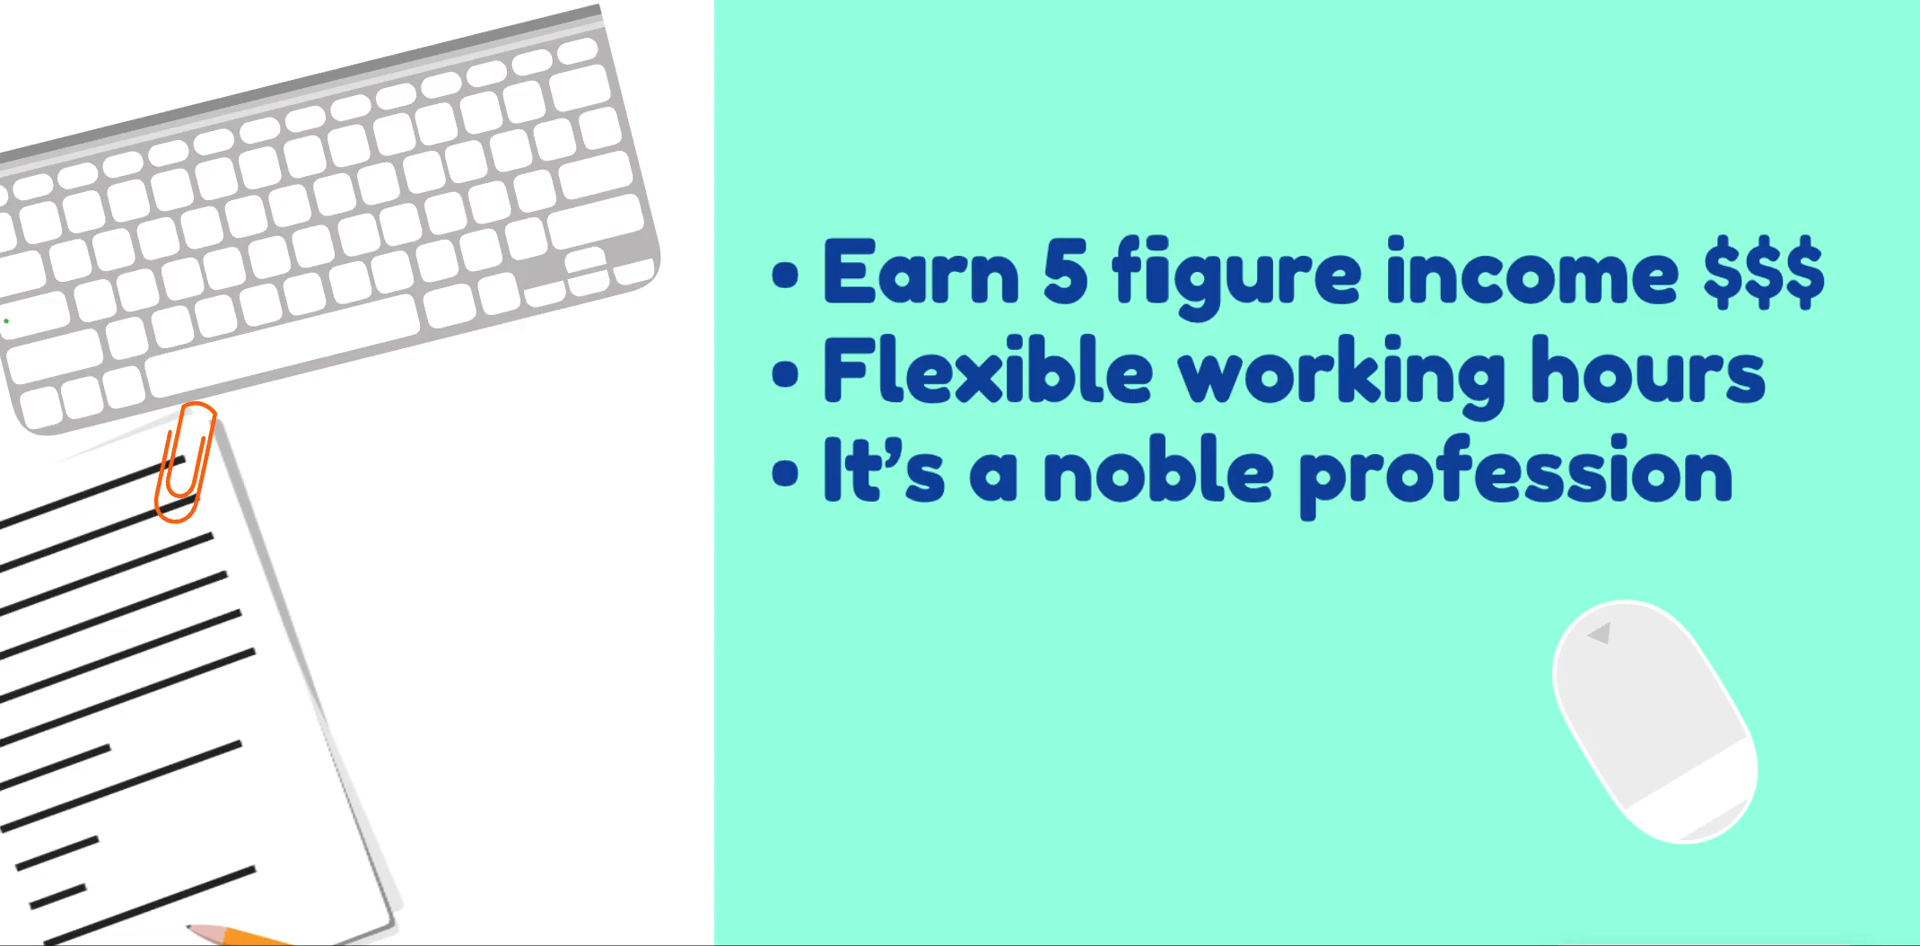 • Earn 5 figure income $$$
• Flexible working hours
• It’s a noble profession